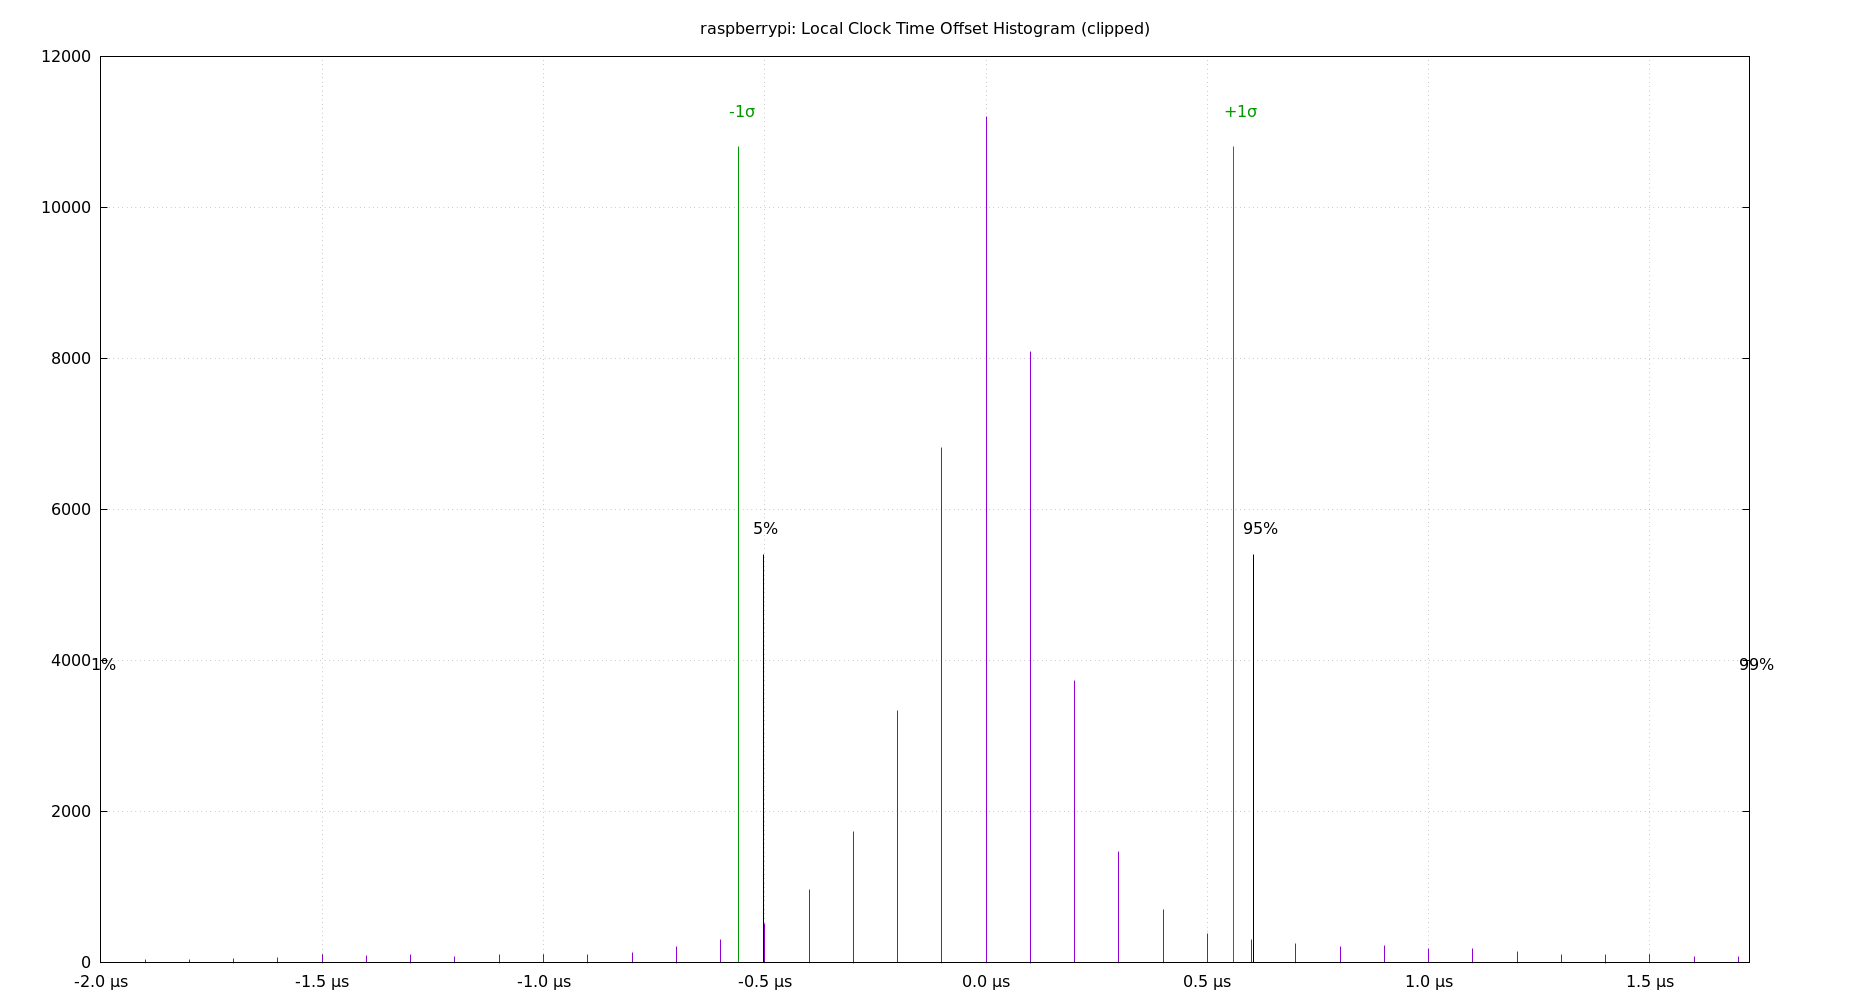 raspberrypi: Local Clock Time Offset Histogram (clipped)
12000
-1σ
+1σ
10000
8000
6000
5%
95%
4000
1%
99%
2000
0
-2.0 µs
-1.5 µs
-1.0 µs
-0.5 µs
0.0 µs
0.5 µs
1.0 µs
1.5 µs